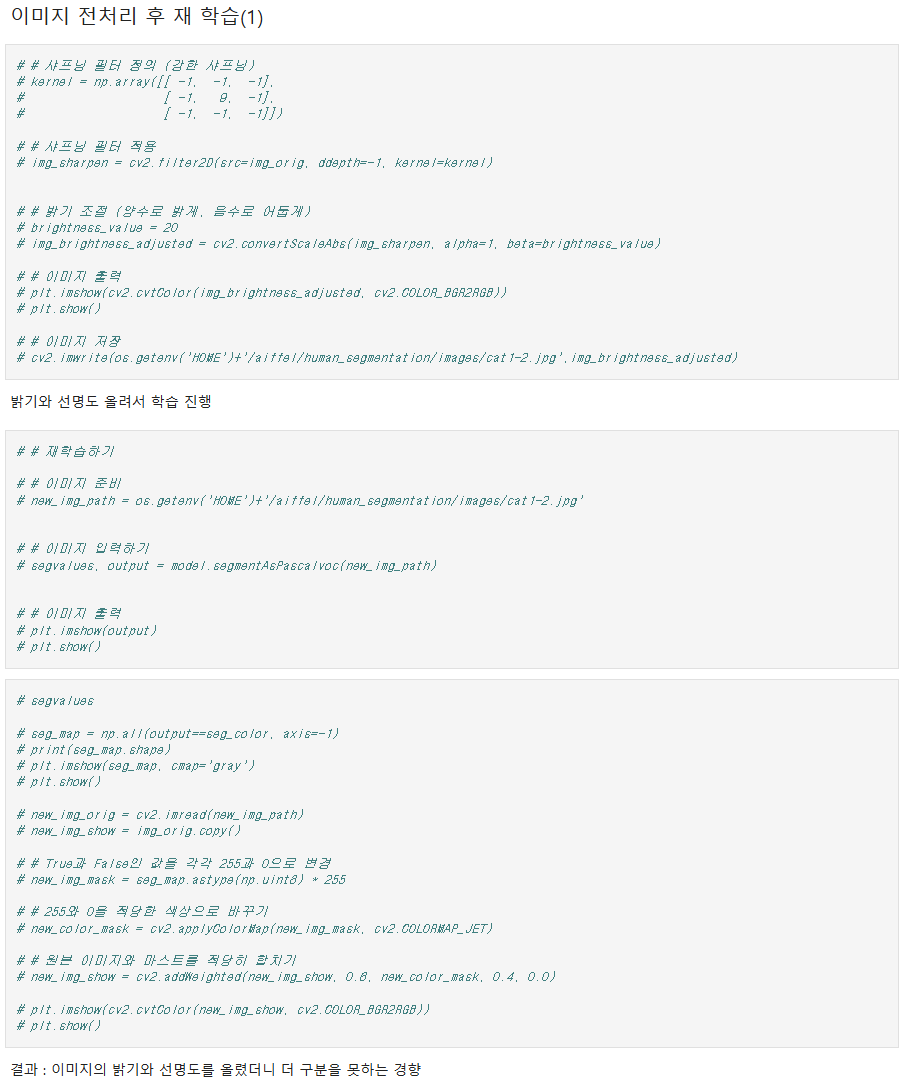 이미지 전처리 후 재 학습(1)
# # 샤프닝 필터 정의 (강한 샤프닝)
# kernel = np.array([[ -1, -1, -1],
# [ -1, 9, -1],
# [ -1, -1, -1]])
# # 샤프닝 필터 적용
# img_sharpen = cv2.filter2D(src=img_orig, ddepth=-1, kernel=kernel)
# # 밝기 조절 (양수로 밝게, 음수로 어둡게)
# brightness_value = 20
# img_brightness_adjusted = cv2.convertScaleAbs(img_sharpen, alpha=1, beta=brightness_value)
# # 이미지 출력
# plt.imshow(cv2.cvtColor(img_brightness_adjusted, cv2.COLOR_BGR2RGB))
# plt.show()
# # 이미지 저장
# cv2.imwrite(os.getenv('HOME')+'/aiffel/human_segmentation/images/cat1-2.jpg',img_brightness_adjusted)
밝기와 선명도 올려서 학습 진행
# # 재학습하기
# # 이미지 준비
# new_img_path = os.getenv('HOME')+'/aiffel/human_segmentation/images/cat1-2.jpg'
# # 이미지 입력하기
# segvalues, output = model.segmentAsPascalvoc(new_img_path)
# # 이미지 출력
# plt.imshow(output)
# plt.show()
# segvalues
# seg_map = np.all(output==seg_color, axis=-1)
# print(seg_map.shape)
# plt.imshow(seg_map, cmap='gray')
# plt.show()
# new_img_orig = cv2.imread(new_img_path)
# new_img_show = img_orig.copy()
# # True과 False인 값을 각각 255과 0으로 변경
# new_img_mask = seg_map.astype(np.uint8) * 255
# # 255와 0을 적당한 색상으로 바꾸기
# new_color_mask = cv2.applyColorMap(new_img_mask, cv2.COLORMAP_JET)
# # 원본 이미지와 마스트를 적당히 합치기
# new_img_show = cv2.addWeighted(new_img_show, 0.6, new_color_mask, 0.4, 0.0)
# plt.imshow(cv2.cvtColor(new_img_show, cv2.COLOR_BGR2RGB))
# plt.show()
결과 : 이미지의 밝기와 선명도를 올렸더니 더 구분을 못하는 경향